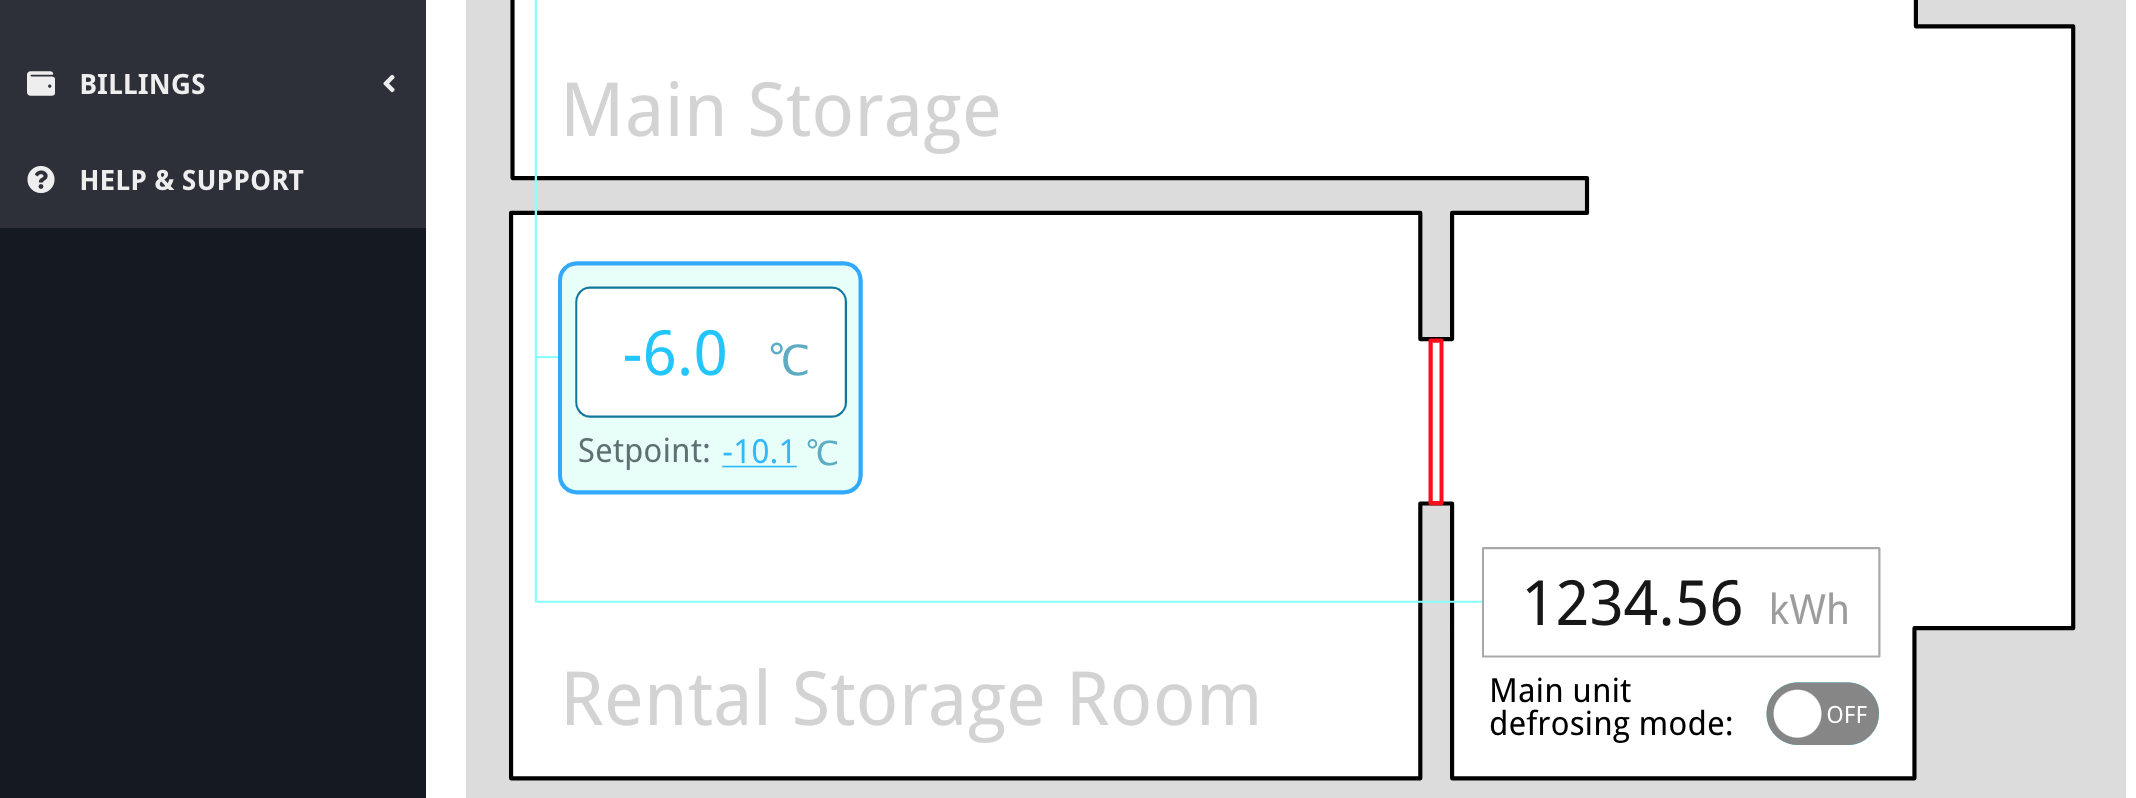 BILLINGS
HELP & SUPPORT
Main Storage
-6.0 °C
Setpoint: -10.1 °C
1234.56 kWh
Rental Storage Room
Main unit
defrosing mode:
OFF